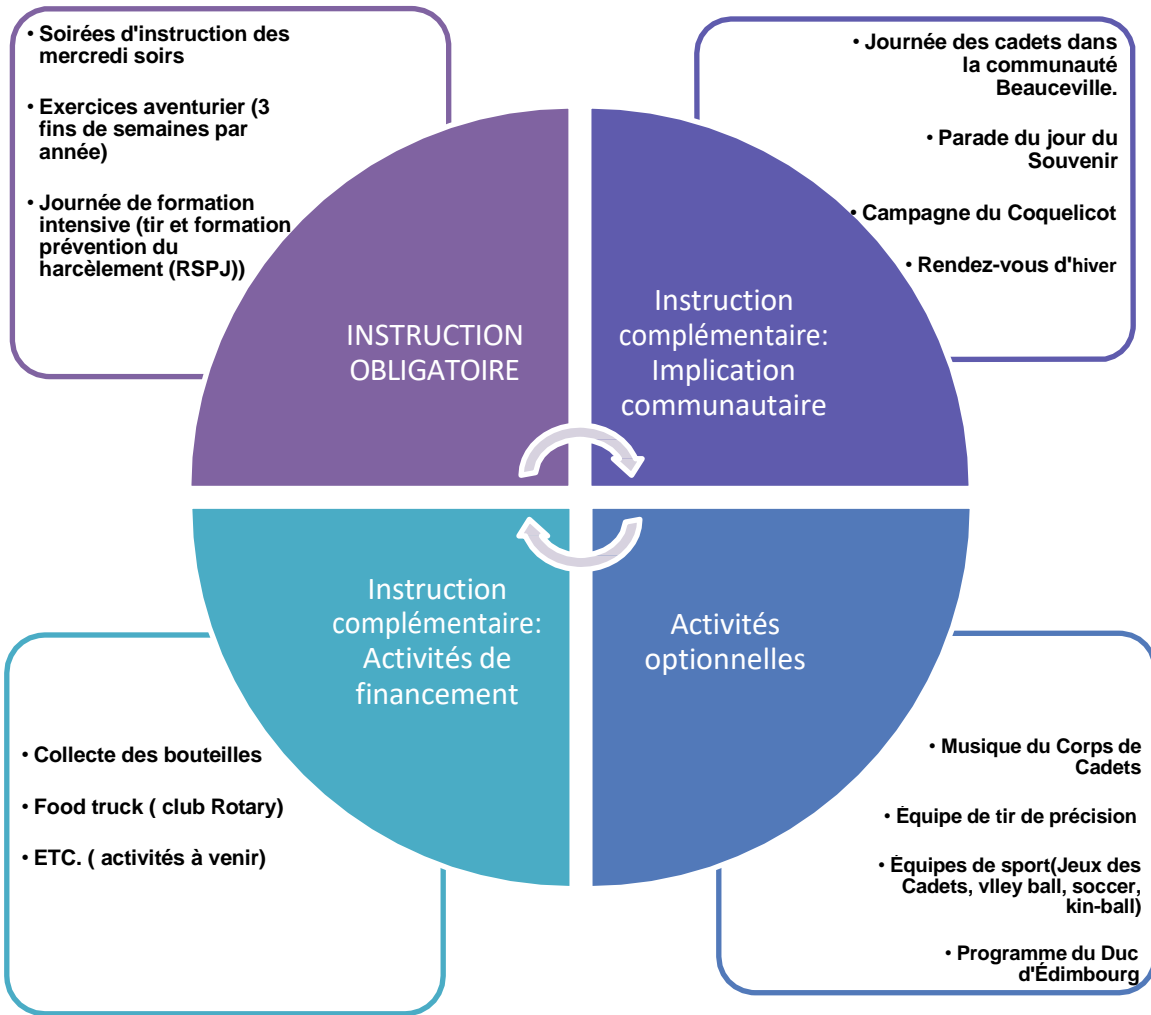 • Soirées d'instruction des
mercredi soirs
• Exercices aventurier (3
fins de semaines par
année)
• Journée de formation
intensive (tir et formation
prévention du
harcèlement (RSPJ))
• Journée des cadets dans
la communauté
Beauceville.
• Parade du jour du
Souvenir
• Campagne du Coquelicot
• Rendez-vous d'hiver
INSTRUCTION
OBLIGATOIRE
Instruction
complémentaire:
Implication
communautaire
Instruction
complémentaire:
Activités de
financement
Activités
optionnelles
• Collecte des bouteilles
• Food truck ( club Rotary)
• ETC. ( activités à venir)
• Musique du Corps de
Cadets
• Équipe de tir de précision
• Équipes de sport(Jeux des
Cadets, vlley ball, soccer,
kin-ball)
• Programme du Duc
d'Édimbourg